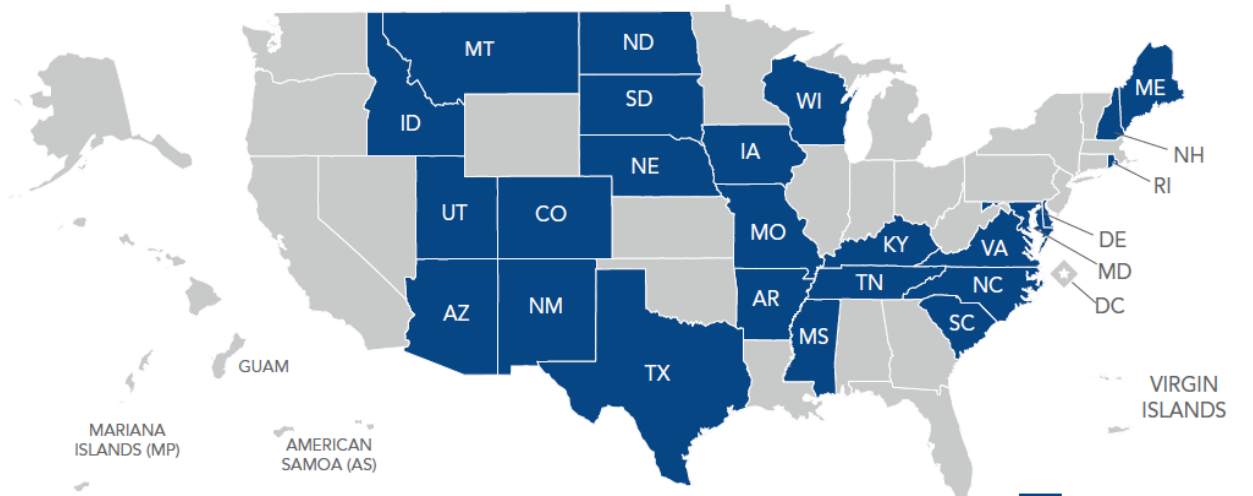 MT
ND
ME
WI
SD
ID
NH
IA
NE
RI
UT
CO
MO
KY
VA
DE
MD
TN
NC
DC
AZ
NM
AR
SC
MS
GUAM
TX
VIRGIN
ISLANDS
MARIANA
ISLANDS (MP)
AMERICAN
SAMOA (AS)